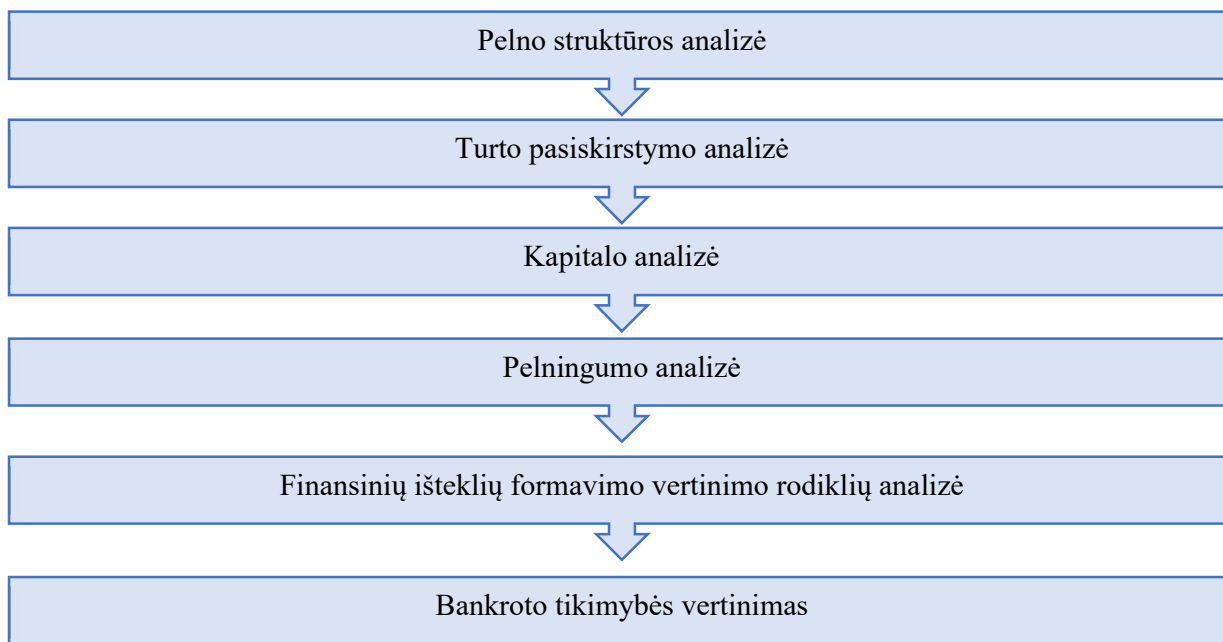 Pelno struktūros analizė
Turto pasiskirstymo analizė
Kapitalo analizė
Pelningumo analizė
Finansinių išteklių formavimo vertinimo rodiklių analizė
Bankroto tikimybės vertinimas